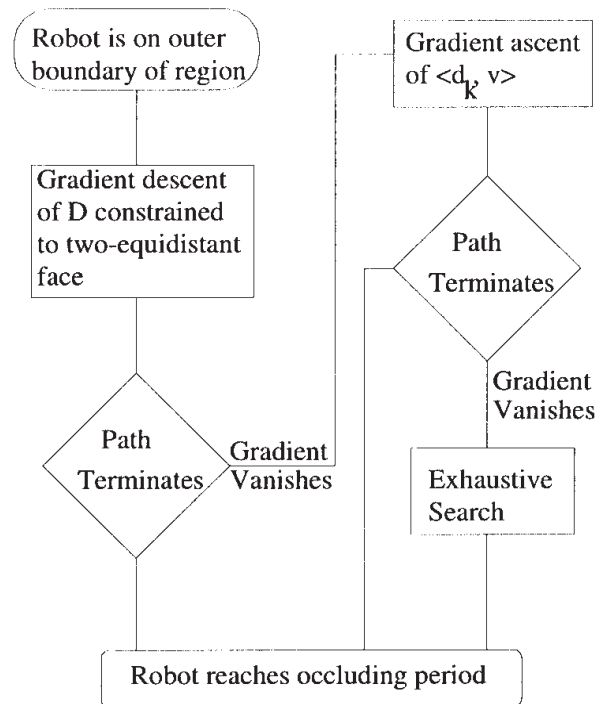 Robot is on outer
boundary of region
Gradient descent
of D constrained
to two-equidistant
face
Path
Terminates
Gradient
Vanishes
Gradient ascent
of <d_k, v>
Path
Terminates
Gradient
Vanishes
Exhaustive
Search
Robot reaches occluding period